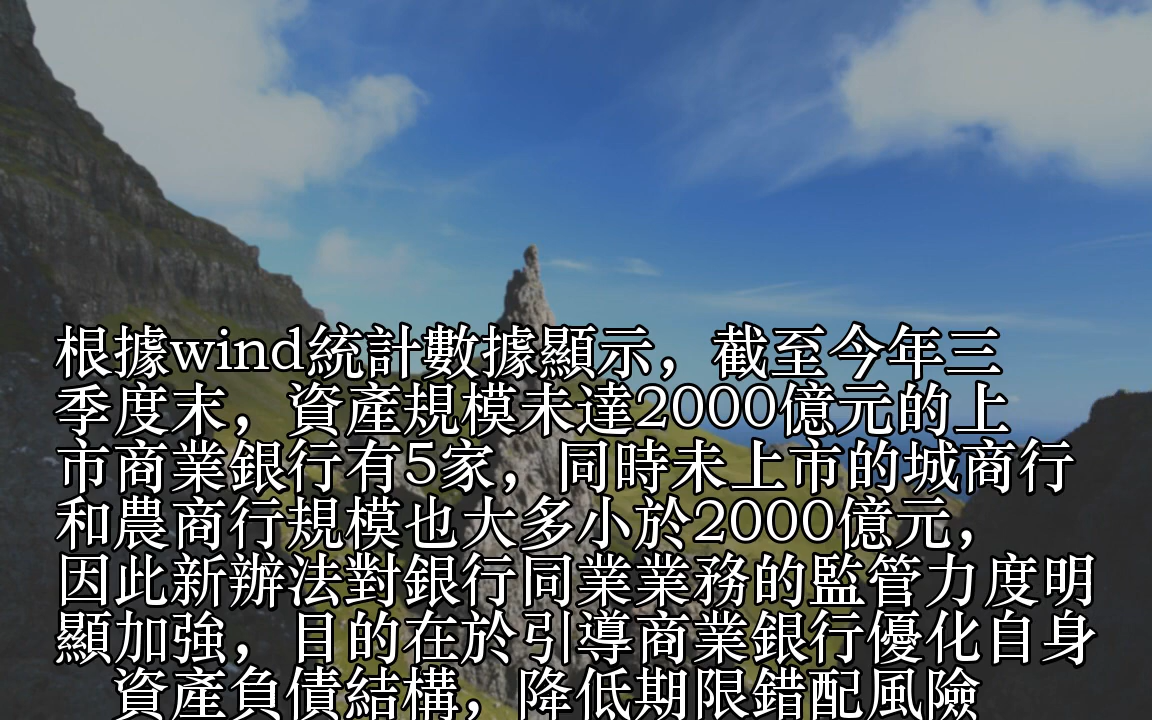 根據wind統計數據顯示，截至今年三
季度末，資產規模未達2000億元的上
市商業銀行有5家，同時未上市的城商行
和農商行規模也大多小於2000億元，
因此新辦法對銀行同業業務的監管力度明
顯加強，目的在於引導商業銀行優化自身
資產負債結構，降低期限錯配風險